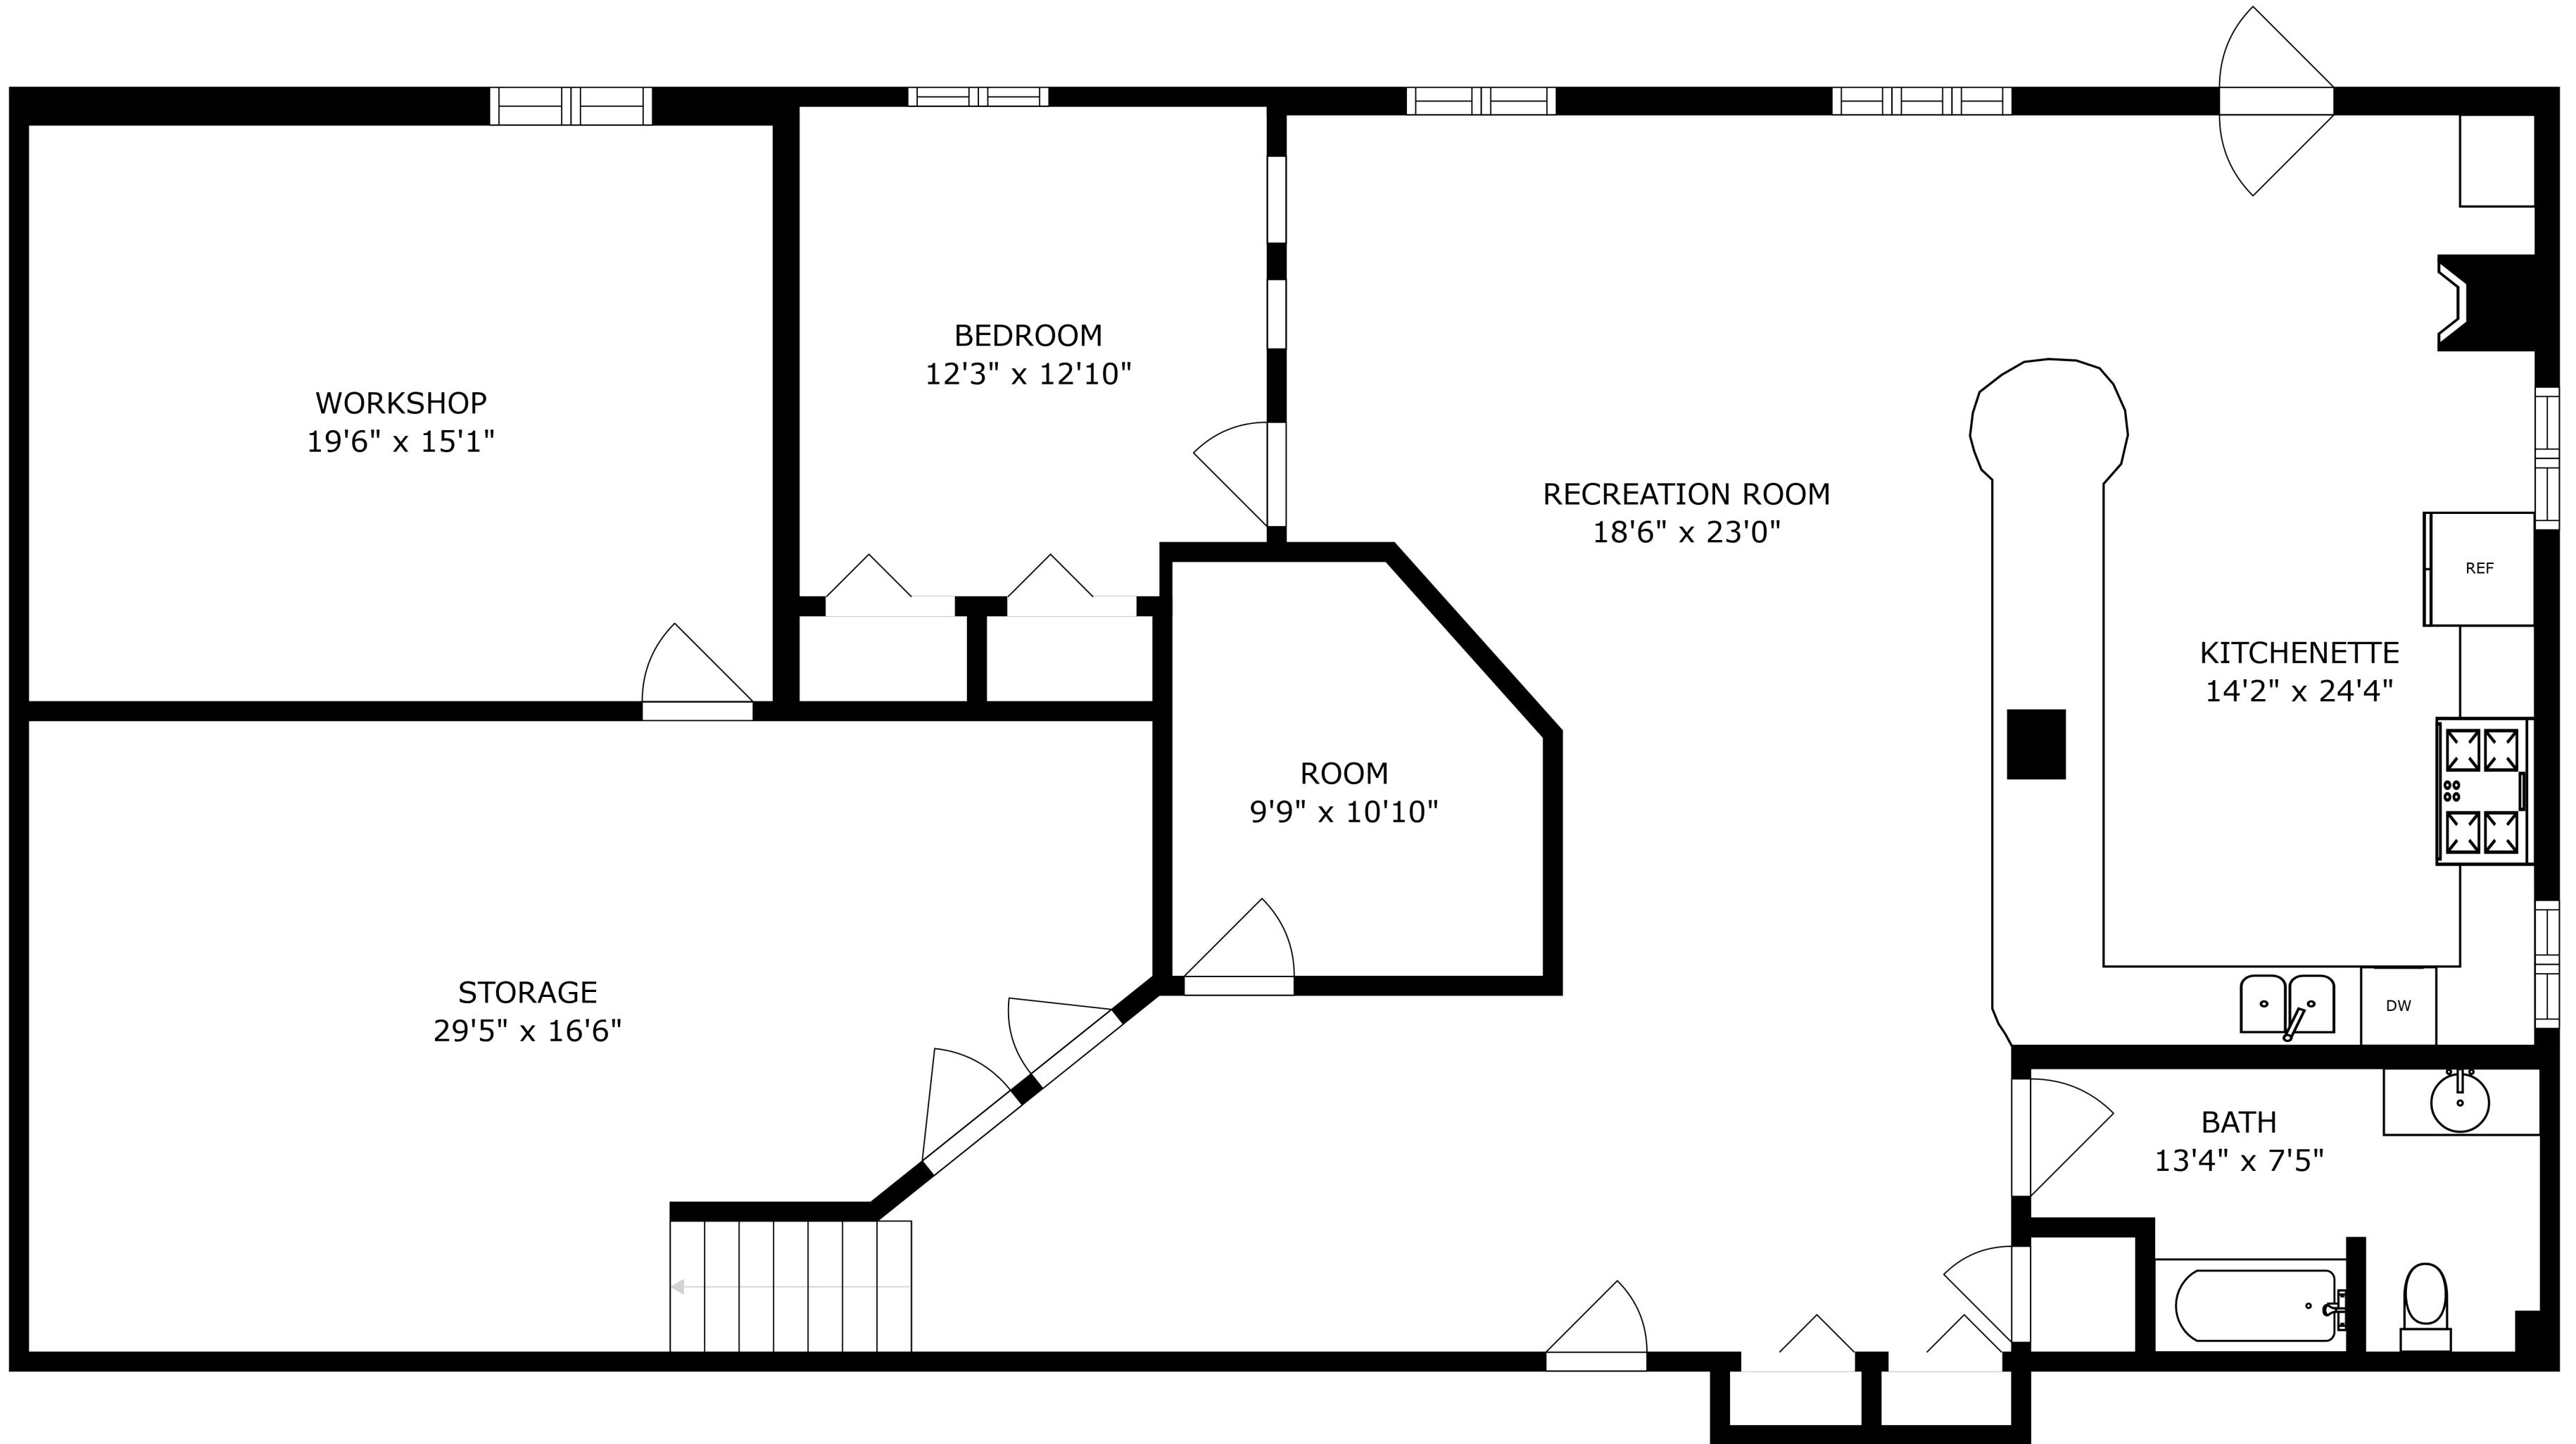 BEDROOM
12'3" x 12'10"
WORKSHOP
19'6" x 15'1"
RECREATION ROOM
18'6" x 23'0"
REF
KITCHENETTE
14'2" x 24'4"
ROOM
9'9" x 10'10"
STORAGE
29'5" x 16'6"
DW
BATH
13'4" x 7'5"